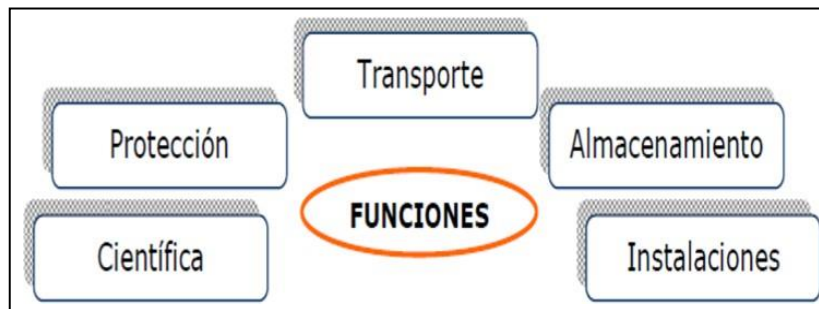 Transporte
Protección
Almacenamiento
FUNCIONES
Científica
Instalaciones